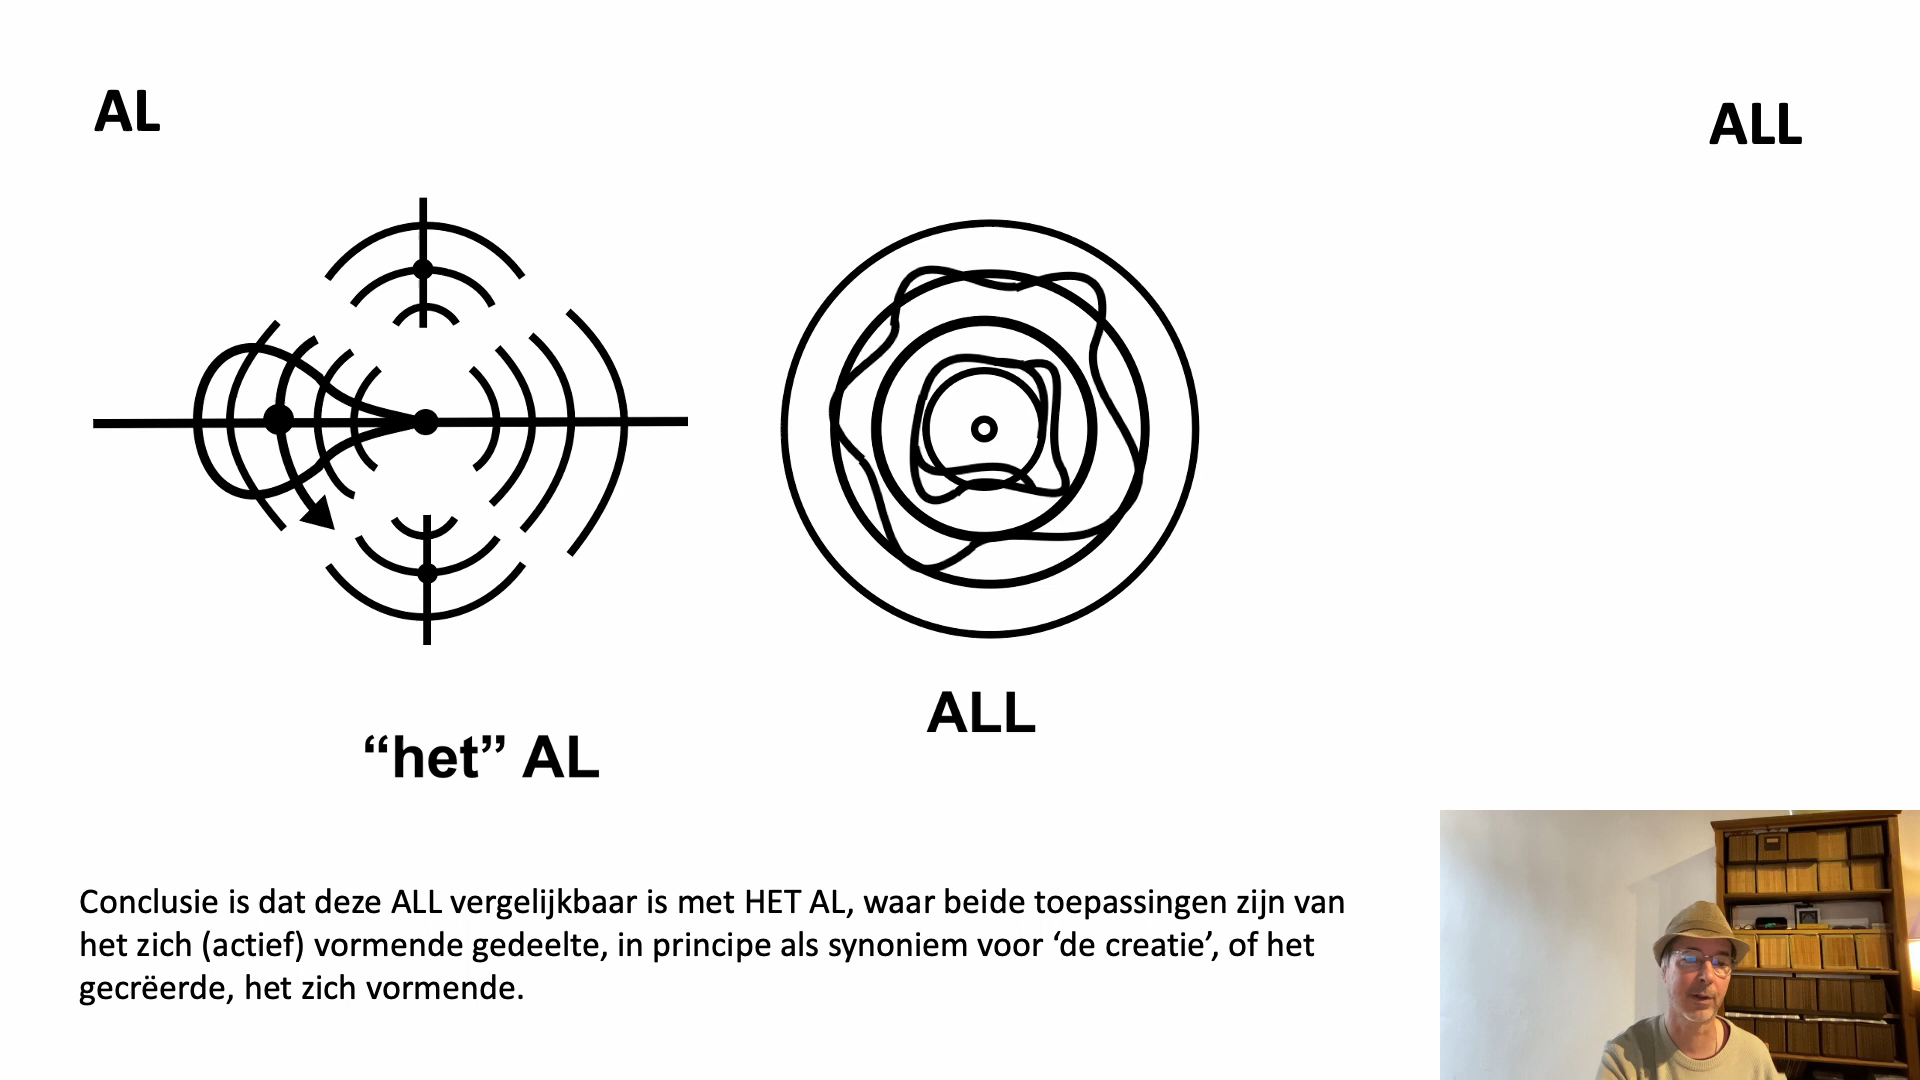 AL
ALL
ALL
“het” AL
Conclusie is dat deze ALL vergelijkbaar is met HET AL, waar beide toepassingen zijn van
het zich (actief) vormende gedeelte, in principe als synoniem voor ‘de creatie’, of het
gecrëerde, het zich vormende.